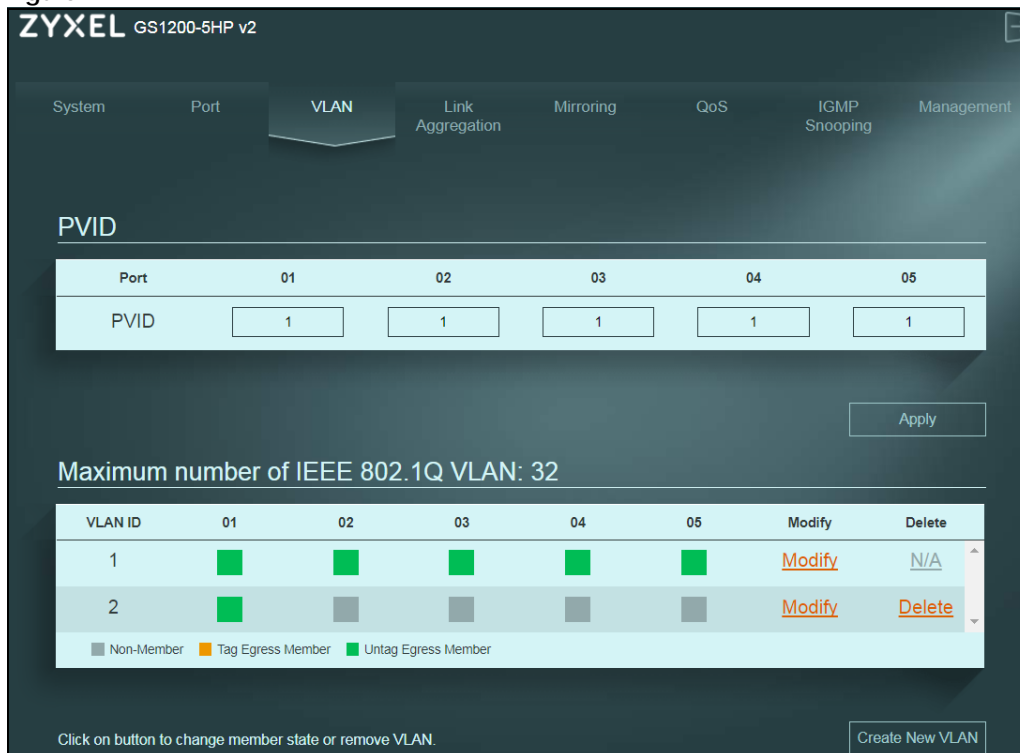 ZYXEL GS1200-5HP v2
System Port VLAN Link Aggregation Mirroring QoS IGMP Snooping Management
PVID
Port 01 02 03 04 05
PVID 1 1 1 1 1
Apply
Maximum number of IEEE 802.1Q VLAN: 32
VLAN ID 01 02 03 04 05 Modify Delete
1 Modify N/A
2 Modify Delete
Non-Member Tag Egress Member Untag Egress Member
Click on button to change member state or remove VLAN.
Create New VLAN